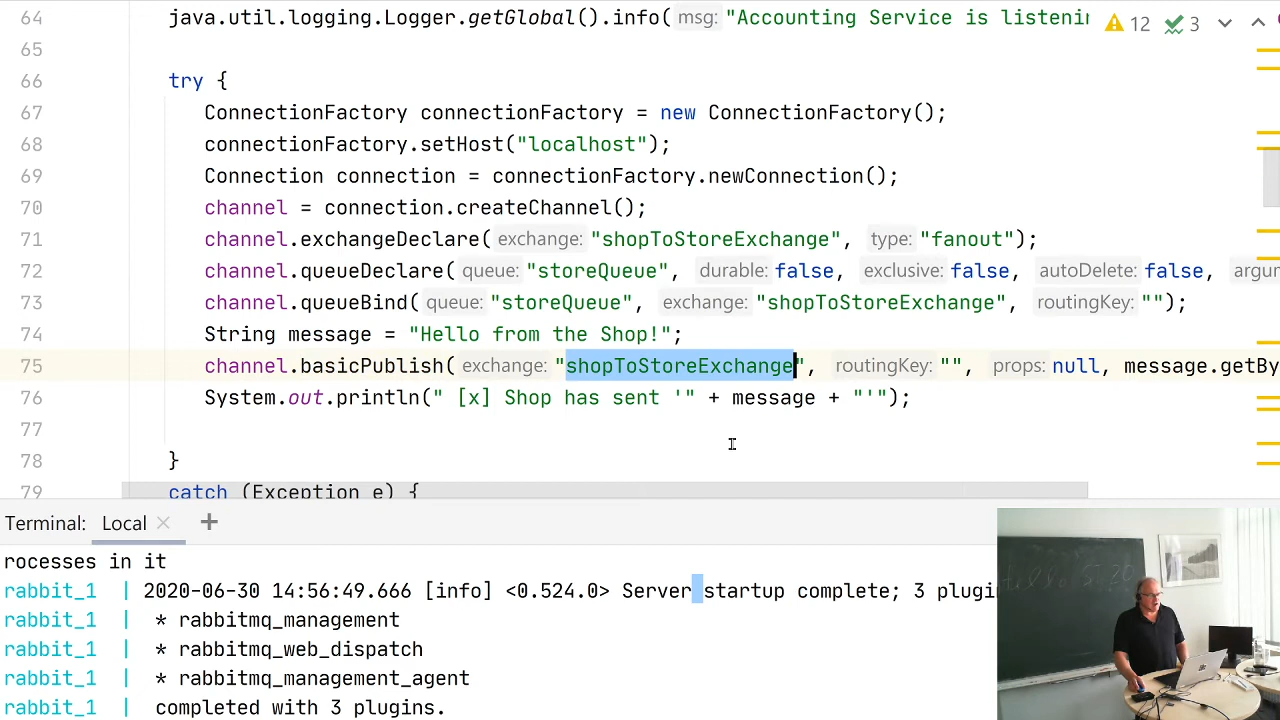 64 java.util.logging.Logger.getGlobal().info( msg: "Accounting Service is listenin
12 3
65
66 try {
67 ConnectionFactory connectionFactory = new ConnectionFactory();
68 connectionFactory.setHost("localhost");
69 Connection connection = connectionFactory.newConnection();
70 channel = connection.createChannel();
71 channel.exchangeDeclare( exchange: "shopToStoreExchange", type: "fanout");
72 channel.queueDeclare( queue: "storeQueue", durable: false, exclusive: false, autoDelete: false, argum
73 channel.queueBind( queue: "storeQueue", exchange: "shopToStoreExchange", routingKey: "");
74 String message = "Hello from the Shop!";
75 channel.basicPublish( exchange: "shopToStoreExchange", routingKey: "", props: null, message.getBy
76 System.out.println(" [x] Shop has sent '" + message + "'");
77
78 }
79 catch (Exception e) {
Terminal: Local × +
rocesses in it
rabbit_1 | 2020-06-30 14:56:49.666 [info] <0.524.0> Server startup complete; 3 plugin
rabbit_1 | * rabbitmq_management
rabbit_1 | * rabbitmq_web_dispatch
rabbit_1 | * rabbitmq_management_agent
rabbit_1 | completed with 3 plugins.